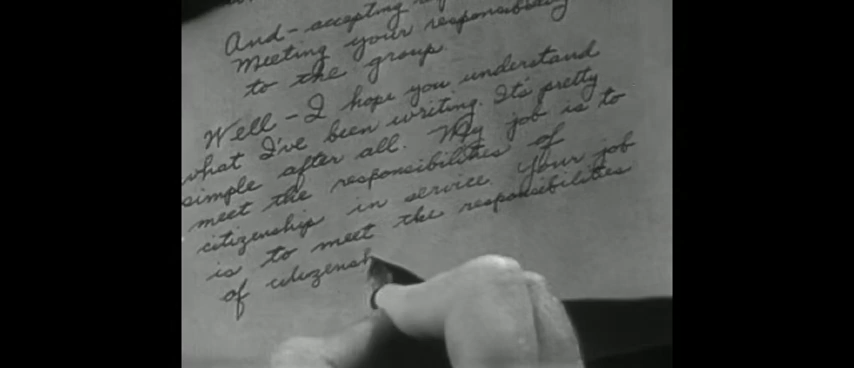 And - accepting
Meeting your responsibility
to the group.
Well - I hope you understand
what I've been writing. It's pretty
simple after all. My job is to
meet the responsibilities of
citizenship in service. Your job
is to meet the responsibilities
of citizensh